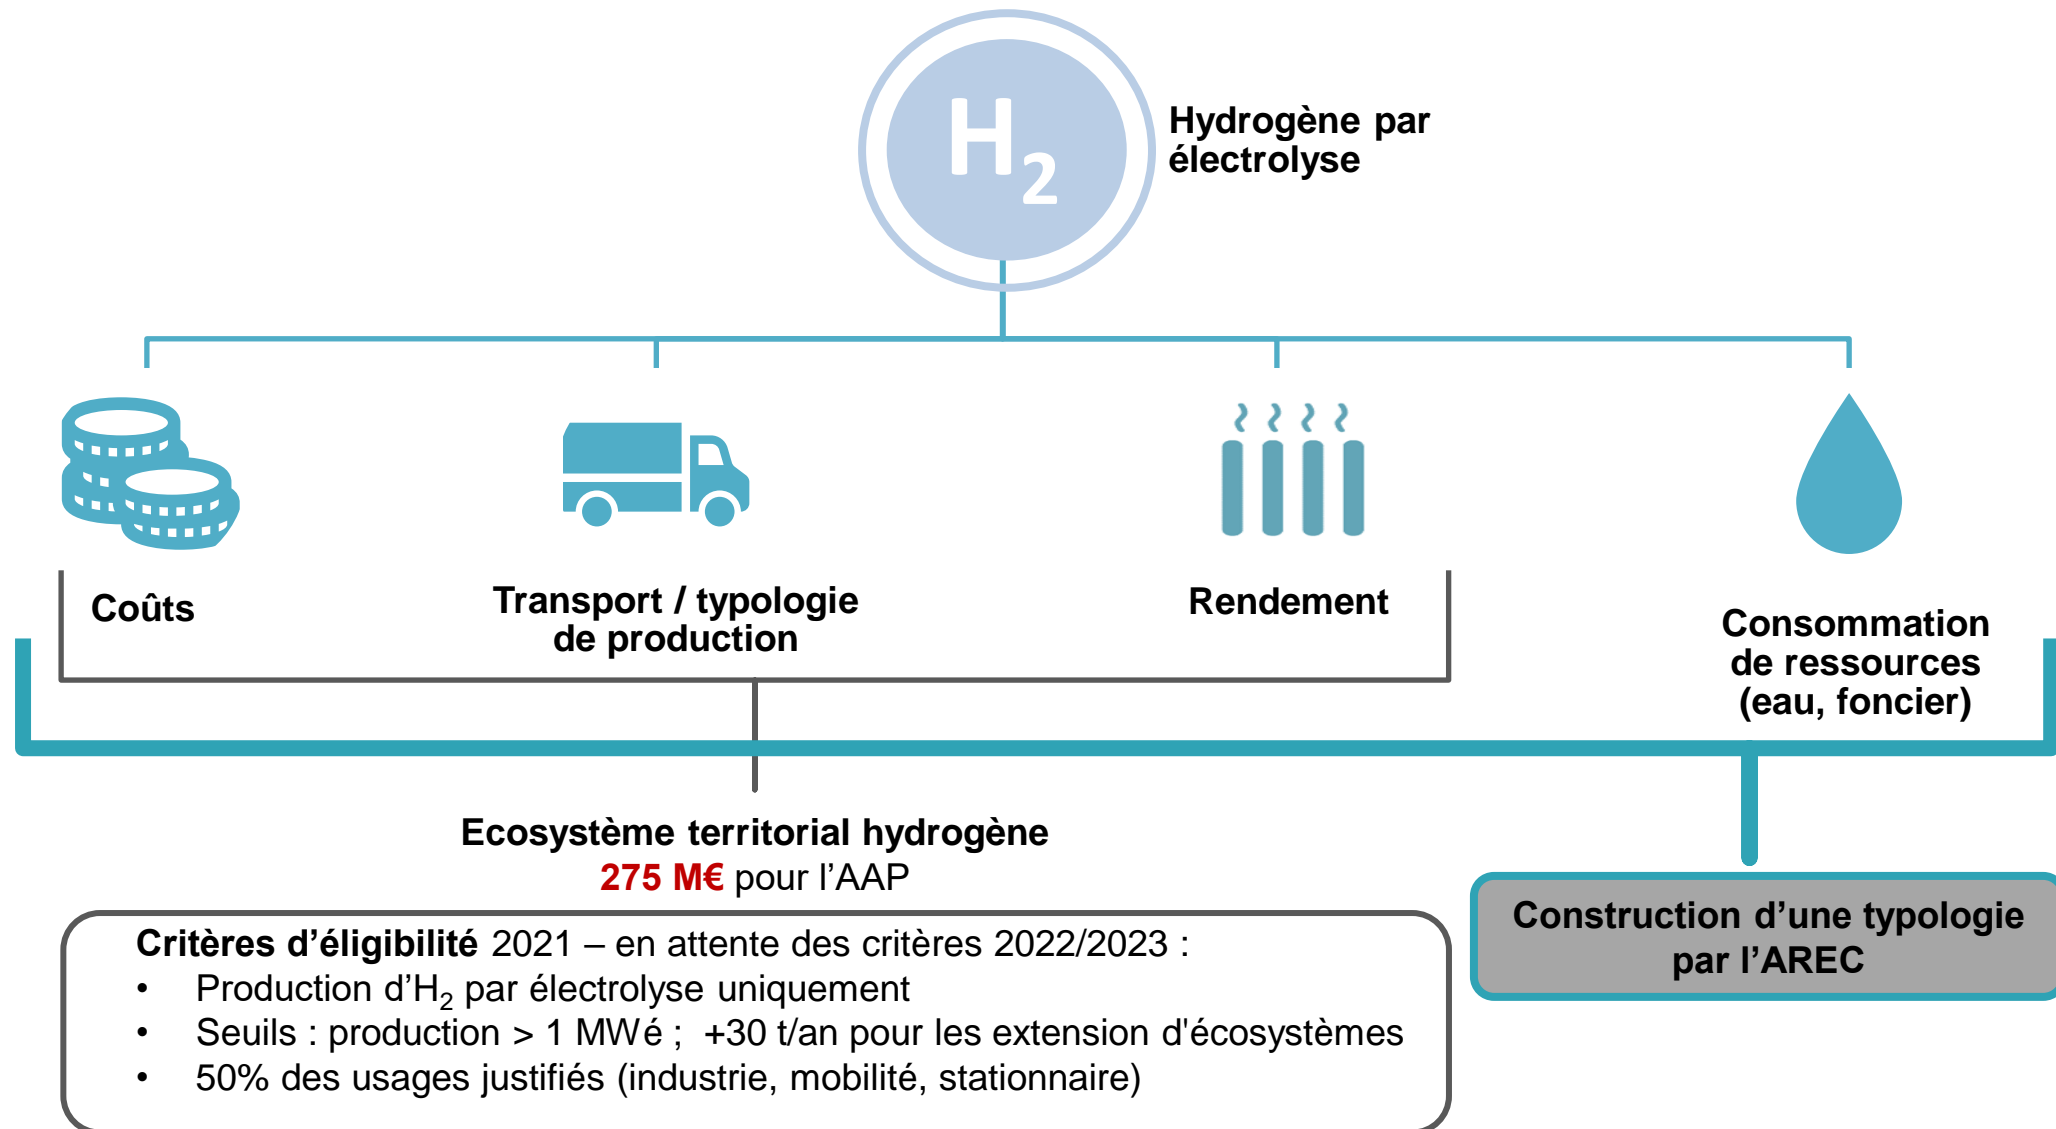 H₂
Hydrogène par
électrolyse
Coûts
Transport / typologie
de production
Rendement
Consommation
de ressources
(eau, foncier)
Ecosystème territorial hydrogène
275 M€ pour l’AAP
Critères d’éligibilité 2021 – en attente des critères 2022/2023 :
• Production d’H₂ par électrolyse uniquement
• Seuils : production > 1 MWé ; +30 t/an pour les extension d'écosystèmes
• 50% des usages justifiés (industrie, mobilité, stationnaire)
Construction d’une typologie
par l’AREC